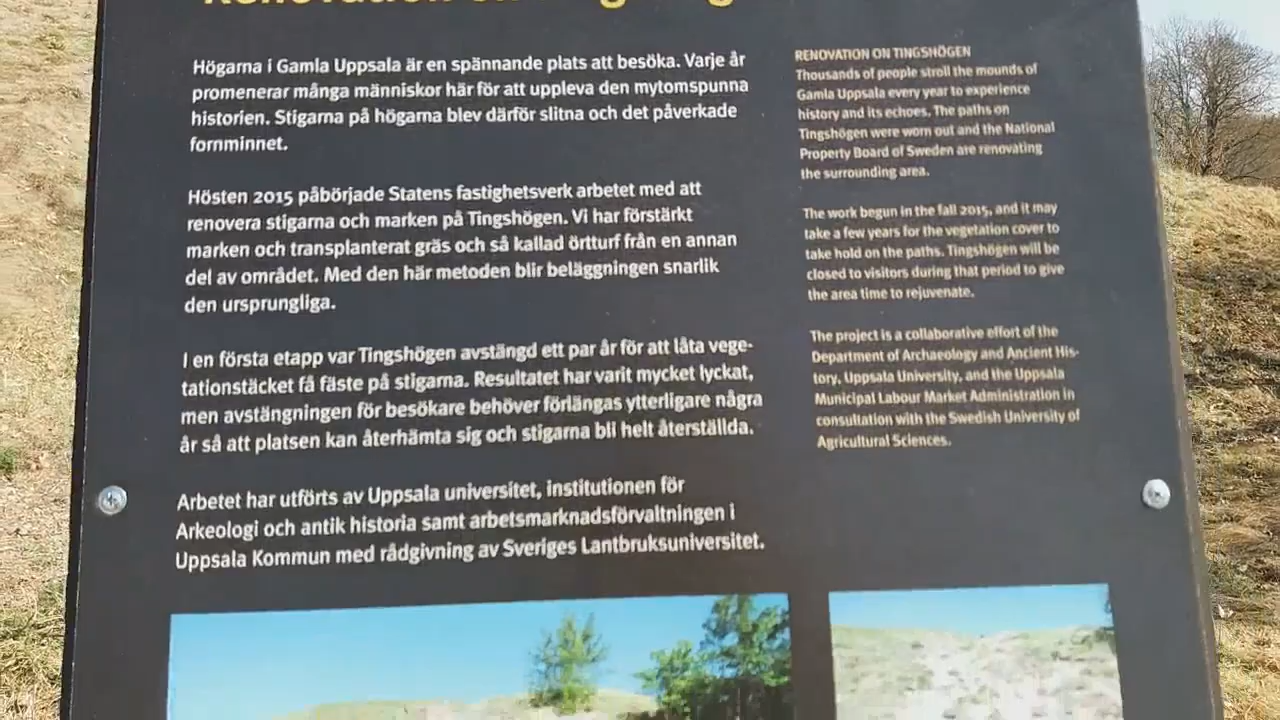 Högarna i Gamla Uppsala är en spännande plats att besöka. Varje år
promenerar många människor här för att uppleva den mytomspunna
historien. Stigarna på högarna blev därför slitna och det påverkade
fornminnet.
Hösten 2015 påbörjade Statens fastighetsverk arbetet med att
renovera stigarna och marken på Tingshögen. Vi har förstärkt
marken och transplanterat gräs och så kallad örtturf från en annan
del av området. Med den här metoden blir beläggningen snarlik
den ursprungliga.
I en första etapp var Tingshögen avstängd ett par år för att låta vege-
tationstäcket få fäste på stigarna. Resultatet har varit mycket lyckat,
men avstängningen för besökare behöver förlängas ytterligare några
år så att platsen kan återhämta sig och stigarna bli helt återställda.
Arbetet har utförts av Uppsala universitet, institutionen för
Arkeologi och antik historia samt arbetsmarknadsförvaltningen i
Uppsala Kommun med rådgivning av Sveriges Lantbruksuniversitet.
RENOVATION ON TINGSHÖGEN
Thousands of people stroll the mounds of
Gamla Uppsala every year to experience
history and its echoes. The paths on
Tingshögen were worn out and the National
Property Board of Sweden are renovating
the surrounding area.
The work begun in the fall 2015, and it may
take a few years for the vegetation cover to
take hold on the paths. Tingshögen will be
closed to visitors during that period to give
the area time to rejuvenate.
The project is a collaborative effort of the
Department of Archaeology and Ancient His-
tory, Uppsala University, and the Uppsala
Municipal Labour Market Administration in
consultation with the Swedish University of
Agricultural Sciences.